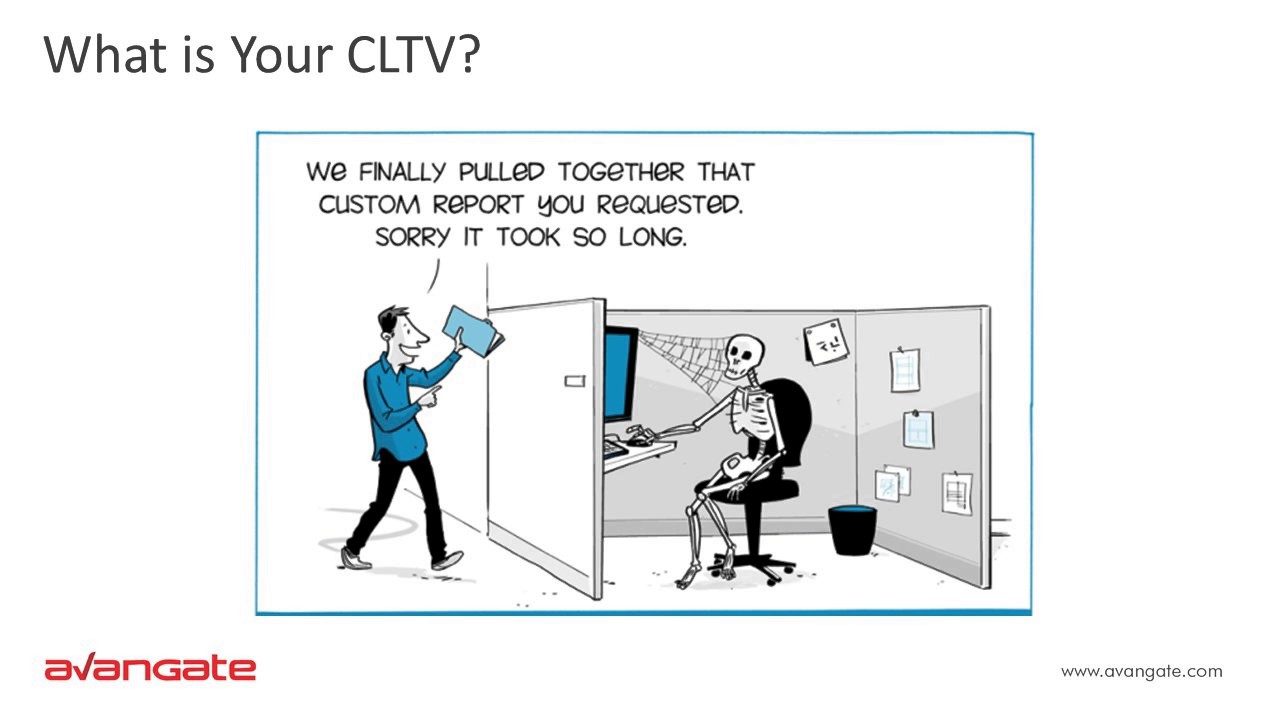 What is Your CLTV?
WE FINALLY PULLED TOGETHER THAT
CUSTOM REPORT YOU REQUESTED.
SORRY IT TOOK SO LONG.
avangate
www.avangate.com